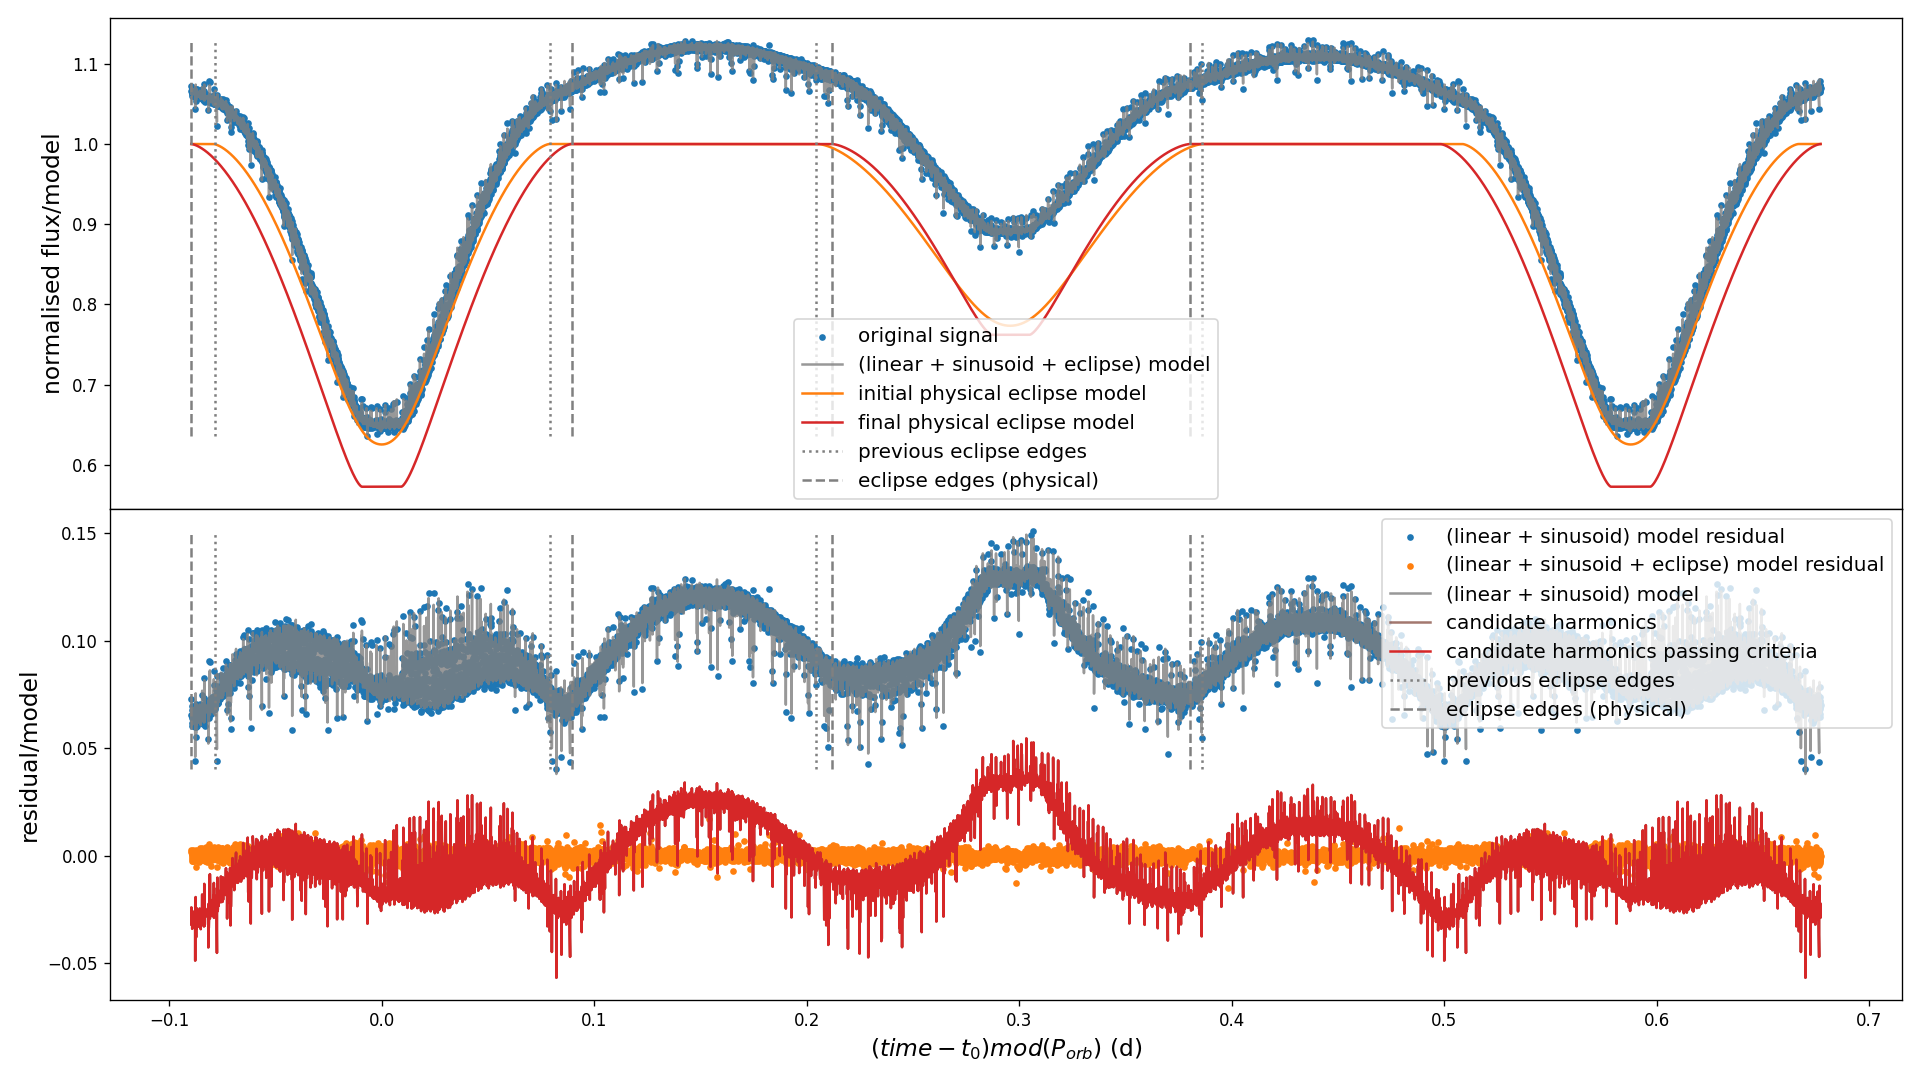 normalised flux/model
1.1
1.0
0.9
0.8
0.7
0.6
original signal
(linear + sinusoid + eclipse) model
initial physical eclipse model
final physical eclipse model
previous eclipse edges
eclipse edges (physical)
residual/model
0.15
0.10
0.05
0.00
−0.05
(linear + sinusoid) model residual
(linear + sinusoid + eclipse) model residual
(linear + sinusoid) model
candidate harmonics
candidate harmonics passing criteria
previous eclipse edges
eclipse edges (physical)
−0.1 0.0 0.1 0.2 0.3 0.4 0.5 0.6 0.7
(time − t₀)mod(Pₒᵣb) (d)